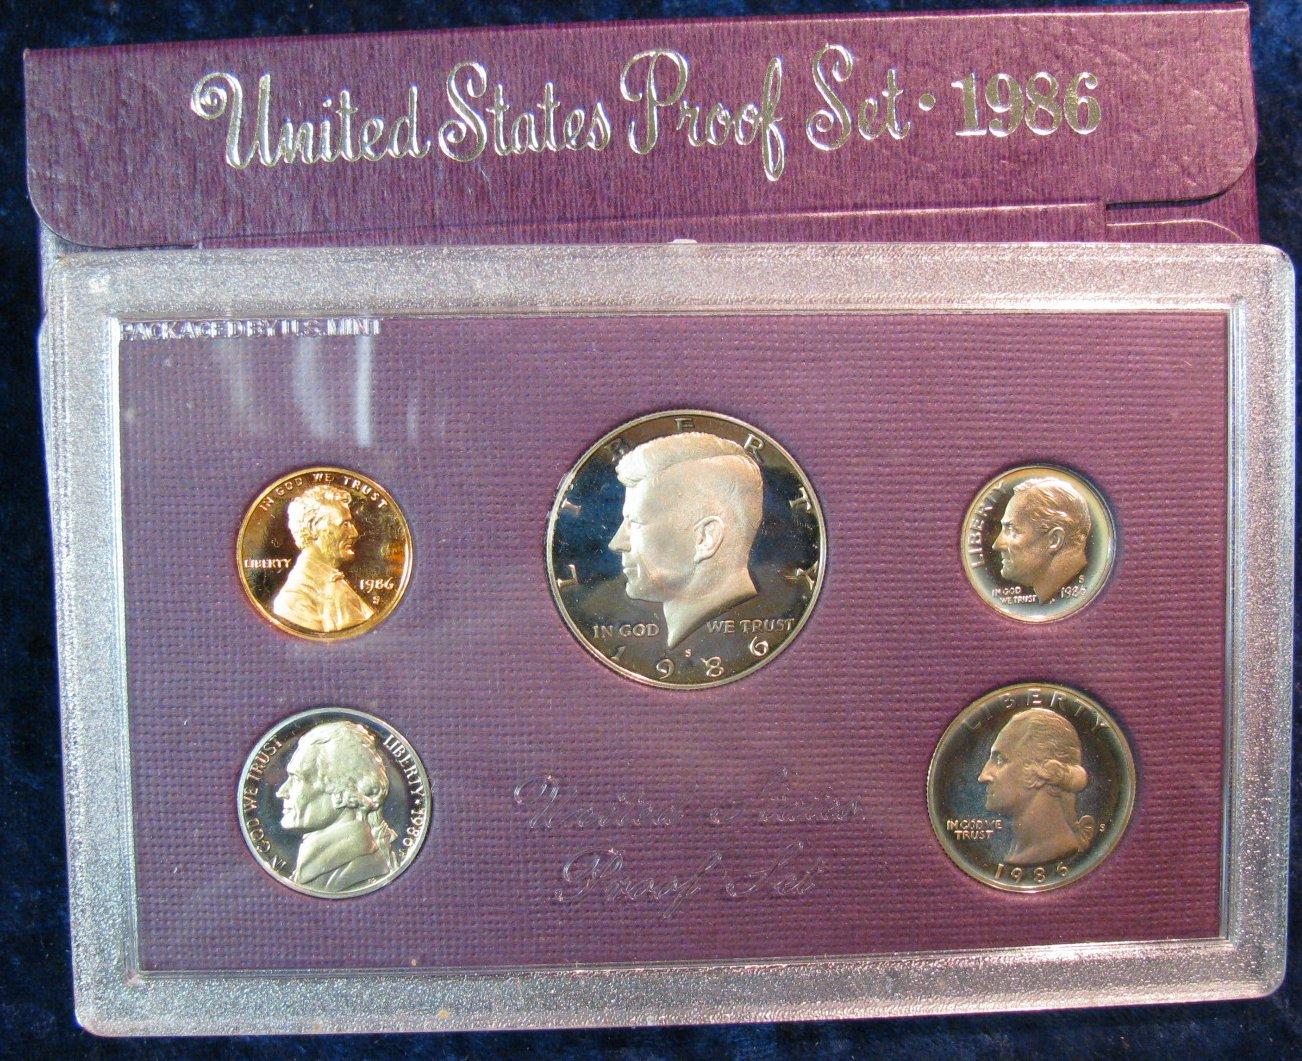 United States Proof Set · 1986
PACKAGED BY U.S. MINT
IN GOD WE TRUST
LIBERTY
1986
S
LIBERTY
IN GOD WE TRUST
S
1986
LIBERTY
IN GOD
WE TRUST
S
1986
IN GOD WE TRUST
LIBERTY · 1986
S
United States
Proof Set
LIBERTY
IN GOD WE
TRUST
S
1986